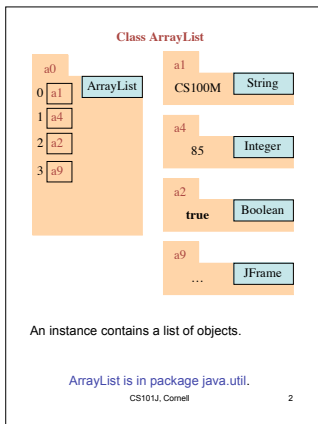 Class ArrayList
a0
ArrayList
0 a1
1 a4
2 a2
3 a9
a1
CS100M
String
a4
85
Integer
a2
true
Boolean
a9
...
JFrame
An instance contains a list of objects.
ArrayList is in package java.util.
CS101J, Cornell 2